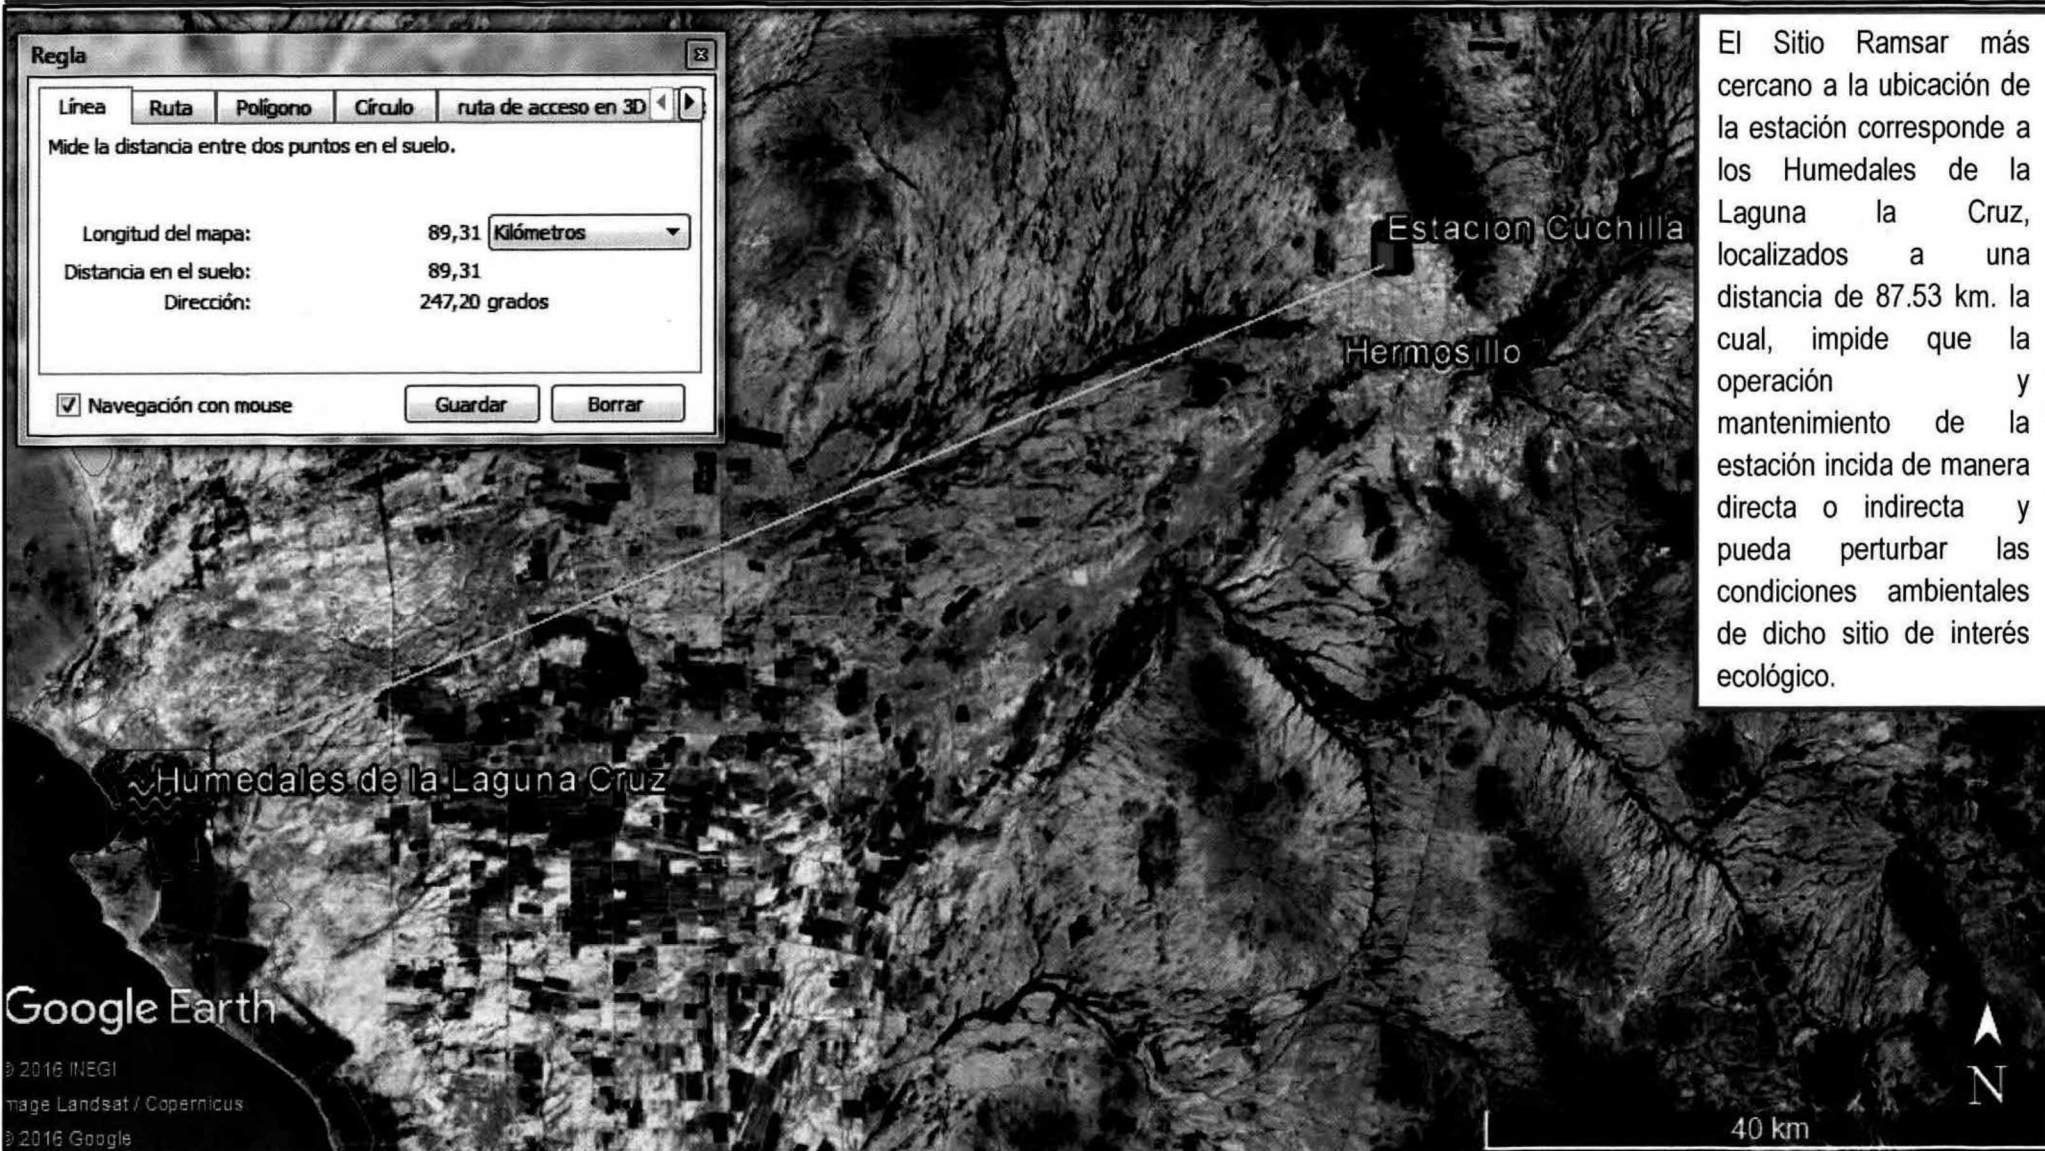 Regla
Línea Ruta Polígono Círculo ruta de acceso en 3D
Mide la distancia entre dos puntos en el suelo.
Longitud del mapa: 89,31 Kilómetros
Distancia en el suelo: 89,31
Dirección: 247,20 grados
Navegación con mouse Guardar Borrar
El Sitio Ramsar más
cercano a la ubicación de
la estación corresponde a
los Humedales de la
Laguna la Cruz,
localizados a una
distancia de 87.53 km. la
cual, impide que la
operación y
mantenimiento de la
estación incida de manera
directa o indirecta y
pueda perturbar las
condiciones ambientales
de dicho sitio de interés
ecológico.
Estacion Cuchilla
Hermosillo
Humedales de la Laguna Cruz
Google Earth
© 2016 INEGI
mage Landsat / Copernicus
© 2016 Google
N
40 km